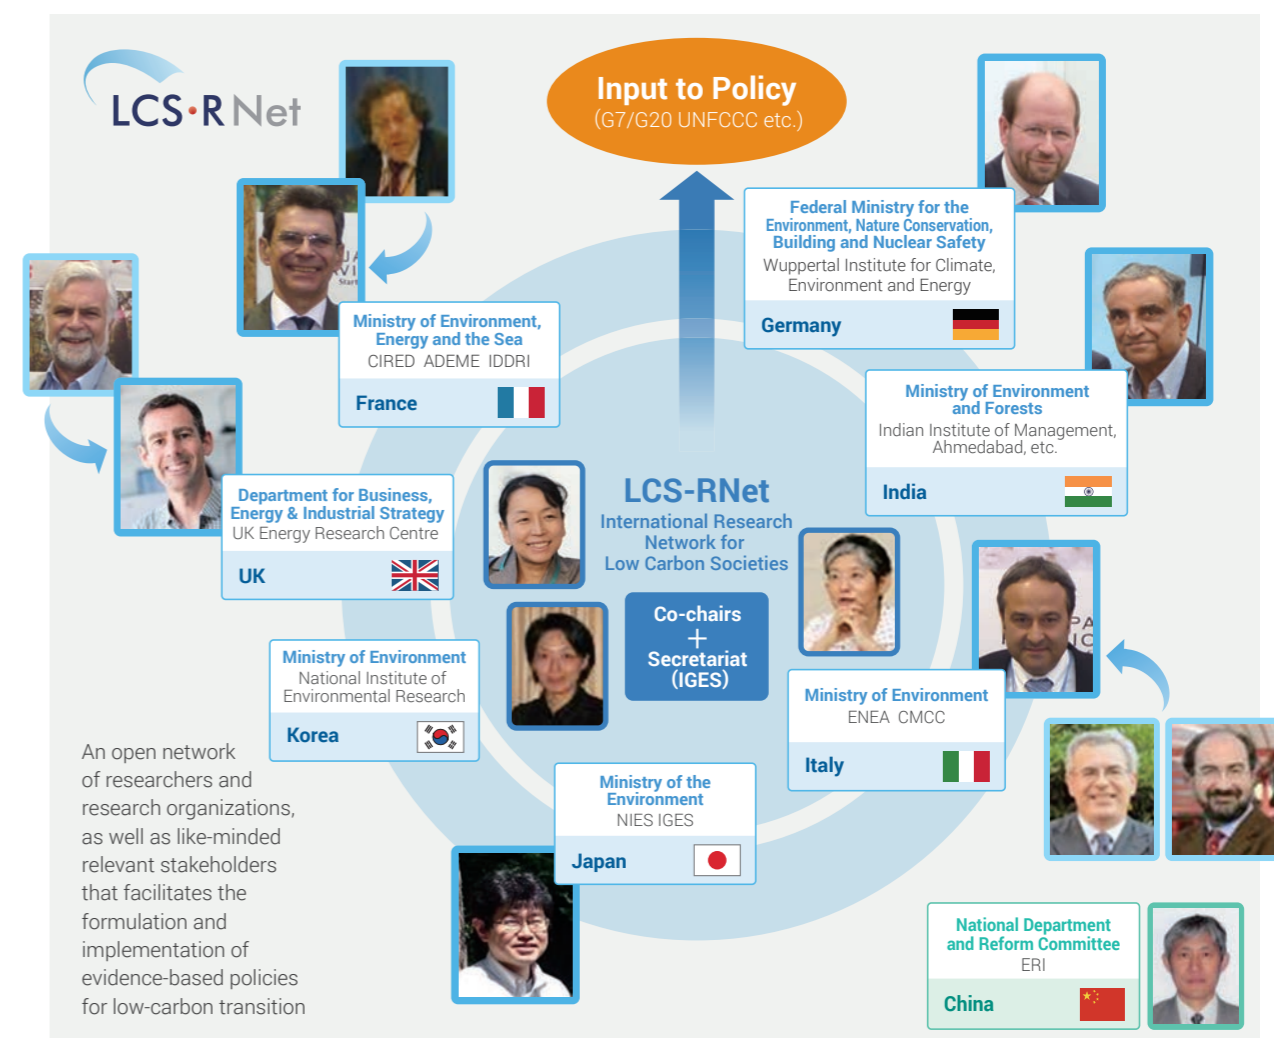 LCS•R Net
Input to Policy
(G7/G20 UNFCCC etc.)
Federal Ministry for the
Environment, Nature Conservation,
Building and Nuclear Safety
Wuppertal Institute for Climate,
Environment and Energy
Germany
Ministry of Environment,
Energy and the Sea
CIRED ADEME IDDRI
France
Ministry of Environment
and Forests
Indian Institute of Management,
Ahmedabad, etc.
India
Department for Business,
Energy & Industrial Strategy
UK Energy Research Centre
UK
LCS-RNet
International Research
Network for
Low Carbon Societies
Co-chairs
+
Secretariat
(IGES)
Ministry of Environment
National Institute of
Environmental Research
Korea
Ministry of Environment
ENEA CMCC
Italy
Ministry of the
Environment
NIES IGES
Japan
An open network
of researchers and
research organizations,
as well as like-minded
relevant stakeholders
that facilitates the
formulation and
implementation of
evidence-based policies
for low-carbon transition
National Department
and Reform Committee
ERI
China